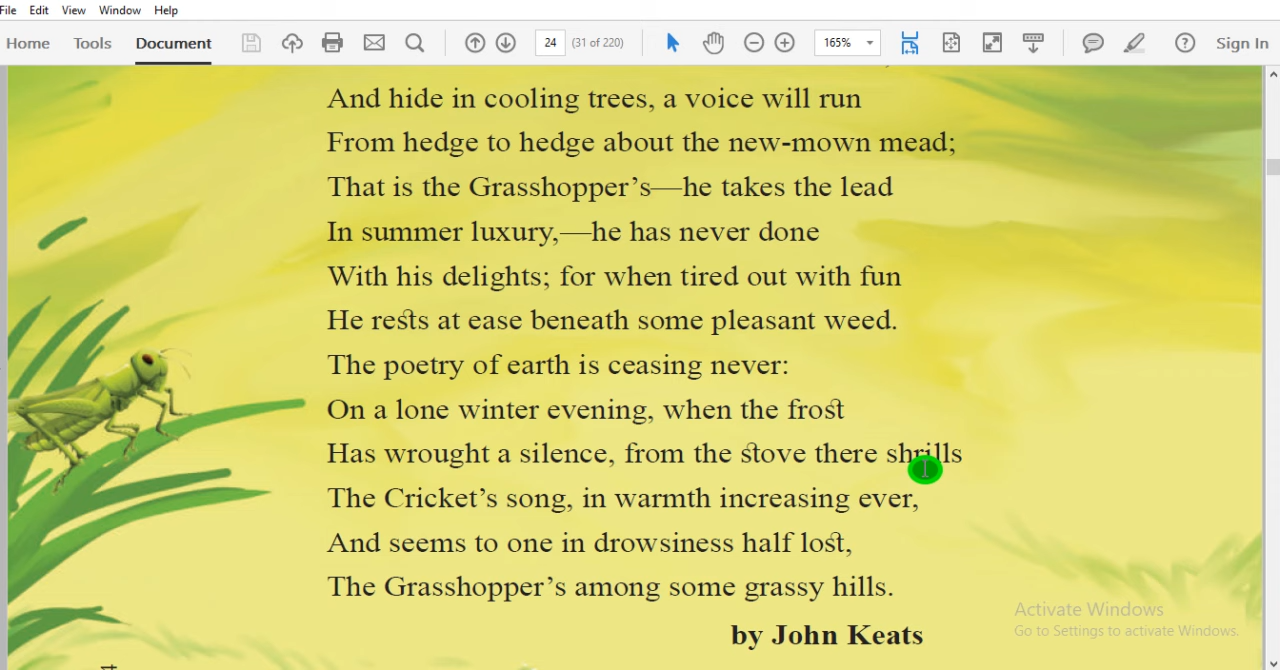 File Edit View Window Help
Home Tools Document 24 (31 of 220) 165% Sign In
And hide in cooling trees, a voice will run
From hedge to hedge about the new-mown mead;
That is the Grasshopper’s—he takes the lead
In summer luxury,—he has never done
With his delights; for when tired out with fun
He rests at ease beneath some pleasant weed.
The poetry of earth is ceasing never:
On a lone winter evening, when the frost
Has wrought a silence, from the stove there shrills
The Cricket’s song, in warmth increasing ever,
And seems to one in drowsiness half lost,
The Grasshopper’s among some grassy hills.
by John Keats
Activate Windows
Go to Settings to activate Windows.